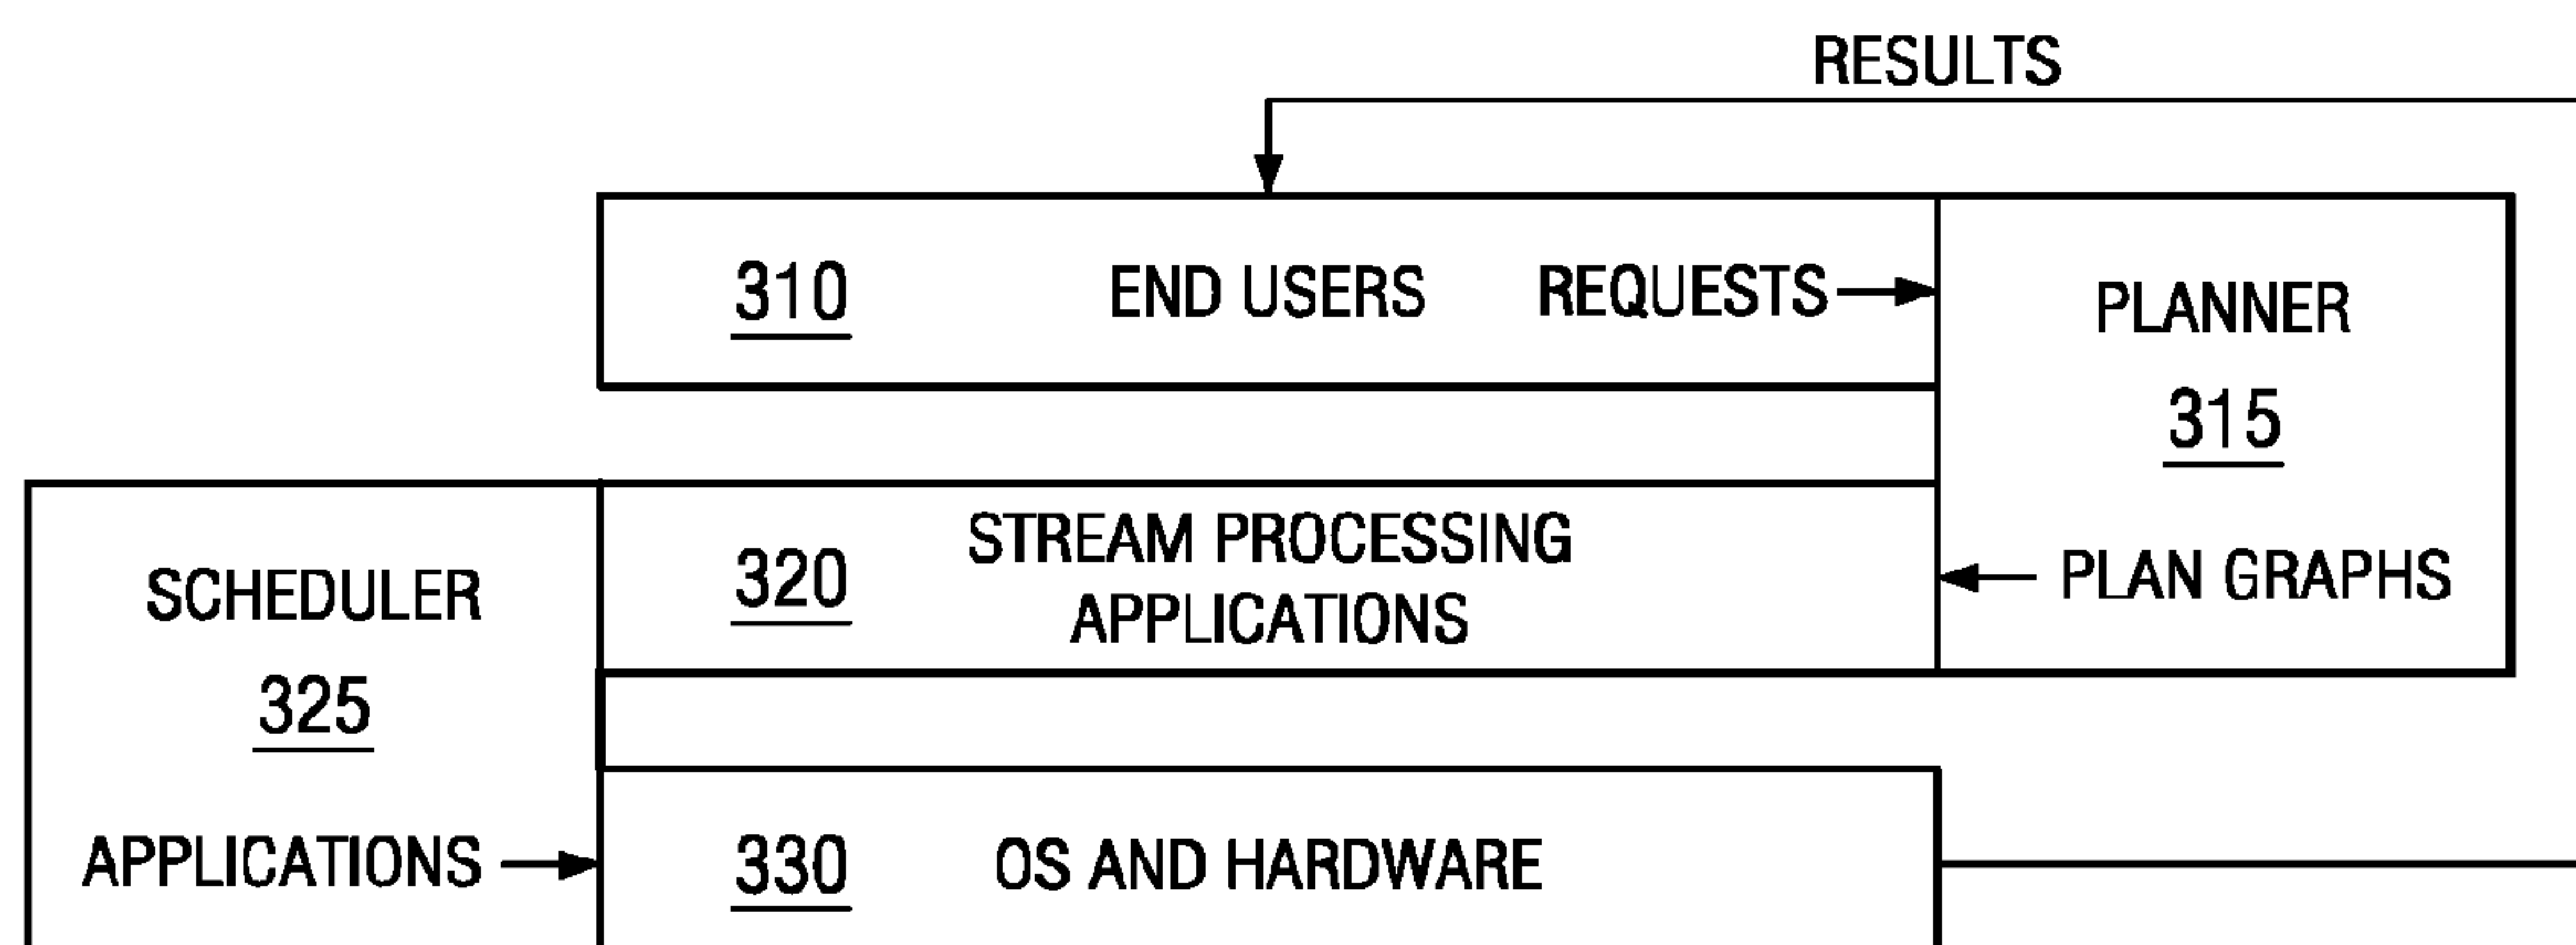 RESULTS
310 END USERS REQUESTS
PLANNER
315
PLAN GRAPHS
320 STREAM PROCESSING
APPLICATIONS
SCHEDULER
325
APPLICATIONS
330 OS AND HARDWARE